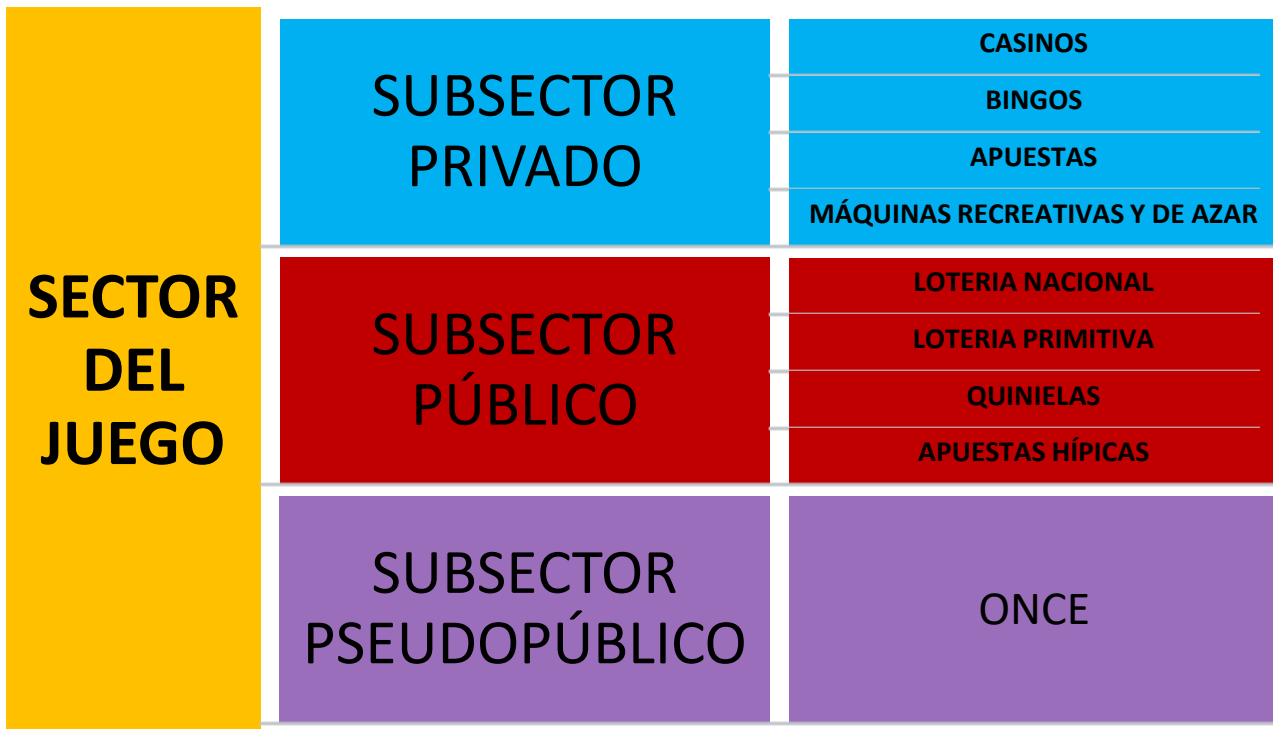 SECTOR
DEL
JUEGO
SUBSECTOR
PRIVADO
CASINOS
BINGOS
APUESTAS
MÁQUINAS RECREATIVAS Y DE AZAR
SUBSECTOR
PÚBLICO
LOTERIA NACIONAL
LOTERIA PRIMITIVA
QUINIELAS
APUESTAS HÍPICAS
SUBSECTOR
PSEUDOPÚBLICO
ONCE